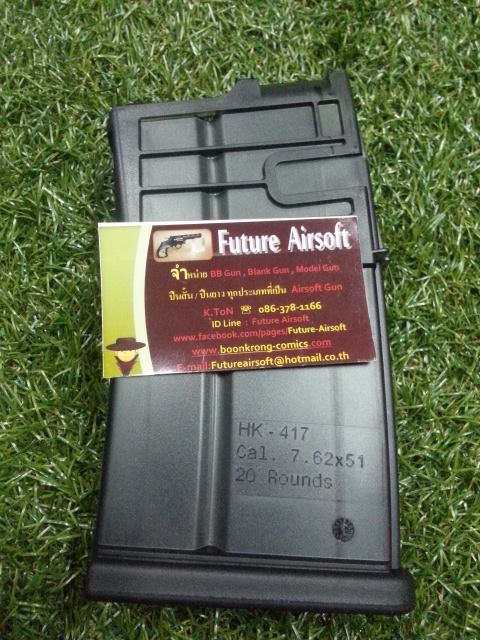 Future Airsoft
จำหน่าย BB Gun , Blank Gun , Model Gun
ปืนสั้น / ปืนยาว ทุกประเภทที่เป็น Airsoft Gun
K.ToN ☎ 086-378-1166
ID Line : Future Airsoft
www.facebook.com/pages/Future-Airsoft
www.boonkrong-comics.com
E-mail:Futureairsoft@hotmail.co.th
HK-417
Cal. 7.62x51
20 Rounds